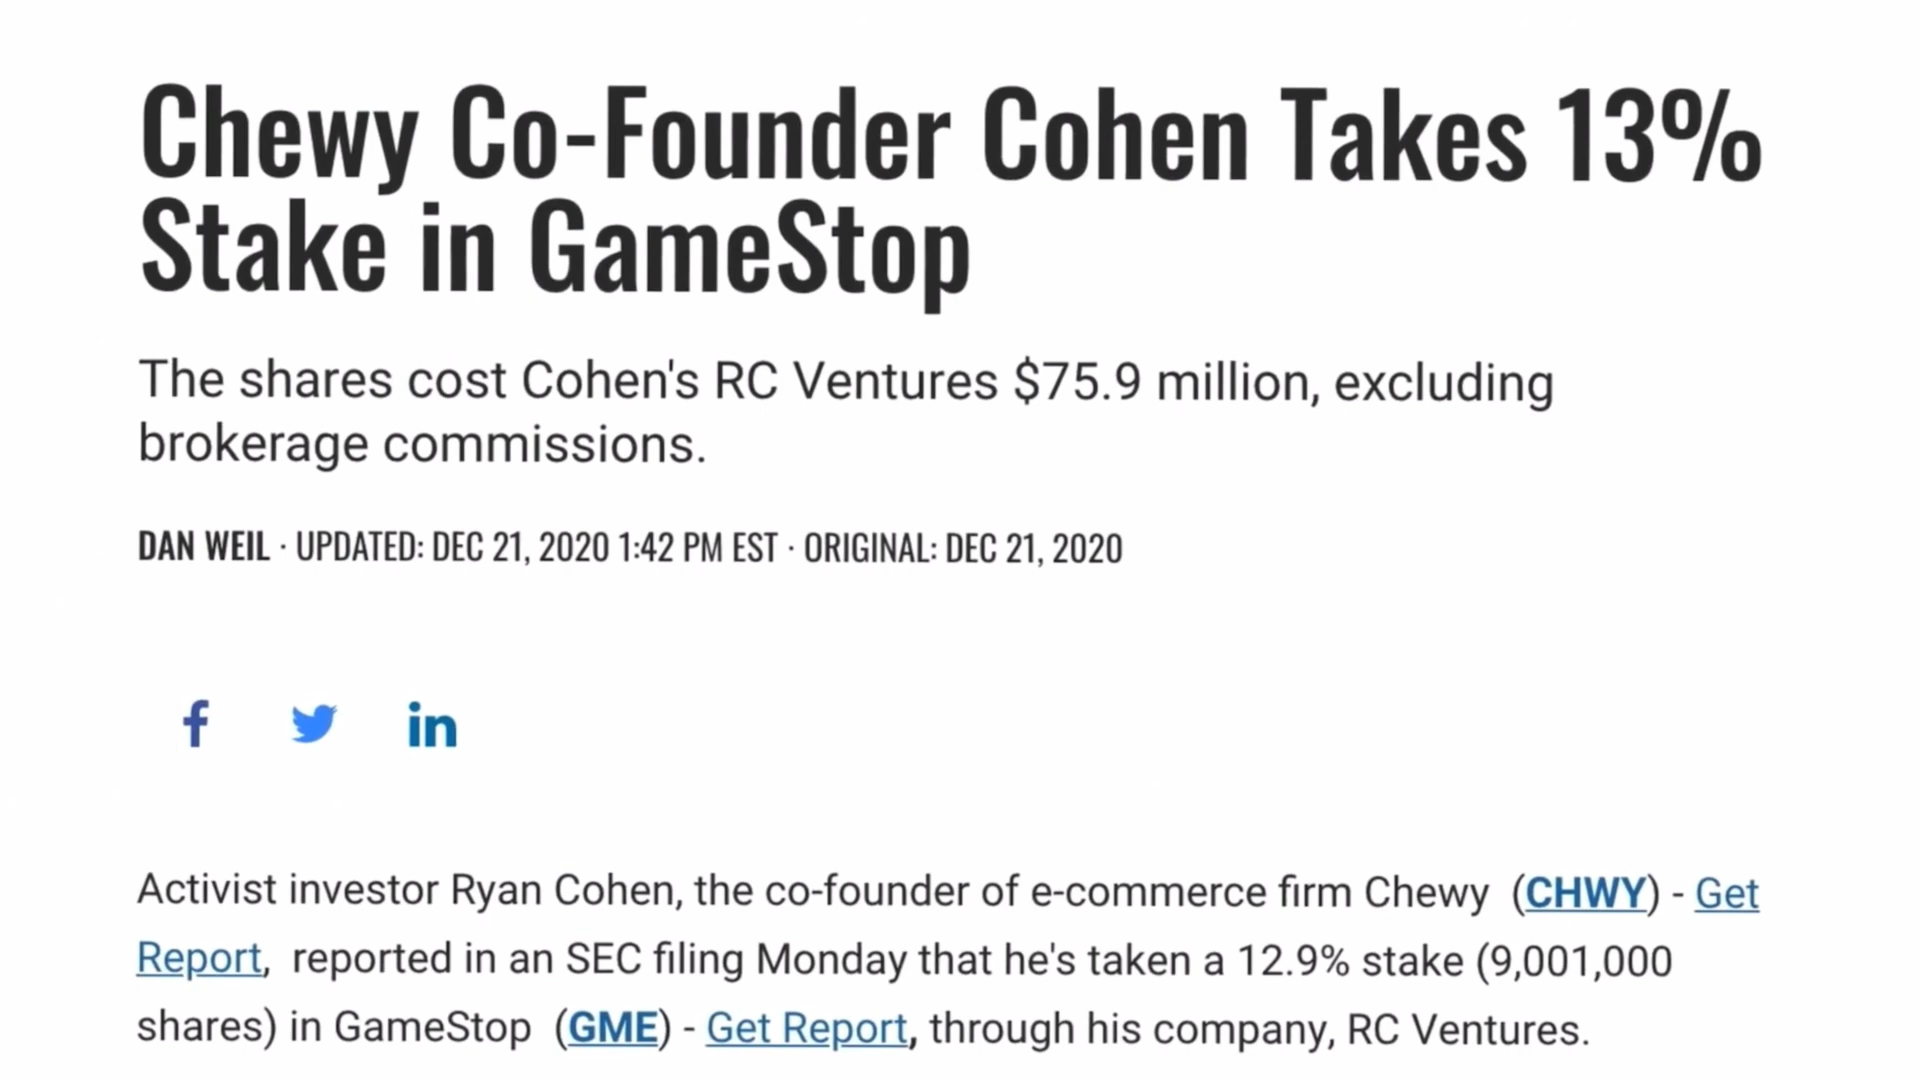 Chewy Co-Founder Cohen Takes 13%
Stake in GameStop
The shares cost Cohen's RC Ventures $75.9 million, excluding
brokerage commissions.
DAN WEIL · UPDATED: DEC 21, 2020 1:42 PM EST · ORIGINAL: DEC 21, 2020
f in
Activist investor Ryan Cohen, the co-founder of e-commerce firm Chewy (CHWY) - Get
Report, reported in an SEC filing Monday that he's taken a 12.9% stake (9,001,000
shares) in GameStop (GME) - Get Report, through his company, RC Ventures.